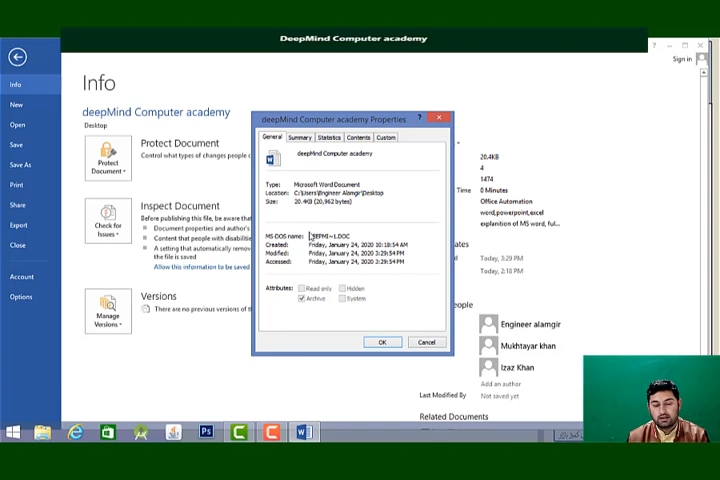 DeepMind Computer academy
Sign in
Info
Info
New
Open
Save
Save As
Print
Share
Export
Close
Account
Options
deepMind Computer academy
Desktop
Protect Document
Control what types of changes people
Protect
Document
Inspect Document
Before publishing this file, be aware that
Document properties and author's
Content that people with disabilities
A setting that automatically removes
the file is saved
Allow this information to be saved
Check for
Issues
Versions
There are no previous versions of
Manage
Versions
deepMind Computer academy Properties
General Summary Statistics Contents Custom
deepMind Computer academy
Type: Microsoft Word Document
Location: C:\Users\Engineer Alamgir\Desktop
Size: 20.4KB (20,962 bytes)
MS-DOS name:
Created: Friday, January 24, 2020 10:18:54 AM
Modified: Friday, January 24, 2020 3:29:54 PM
Accessed: Friday, January 24, 2020 3:29:54 PM
Attributes: Read only Hidden
Archive System
OK Cancel
20.4KB
4
1474
Time 0 Minutes
Office Automation
word,powerpoint,excel
explanation of MS word, ful...
ates
Today, 3:29 PM
Today, 2:18 PM
eople
Engineer alamgir
Mukhtayar khan
Izaz Khan
Add an author
Last Modified By Not saved yet
Related Documents